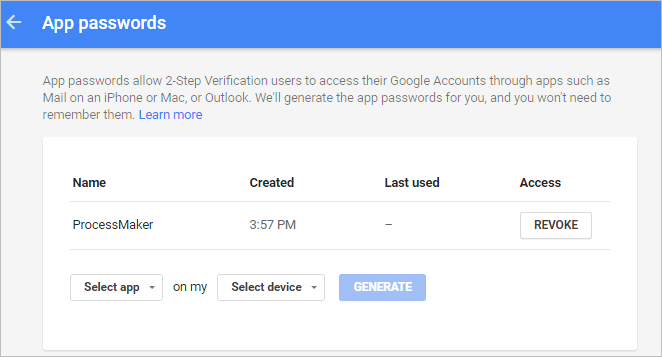 App passwords
App passwords allow 2-Step Verification users to access their Google Accounts through apps such as
Mail on an iPhone or Mac, or Outlook. We'll generate the app passwords for you, and you won't need to
remember them. Learn more
Name Created Last used Access
ProcessMaker 3:57 PM – REVOKE
Select app on my Select device GENERATE